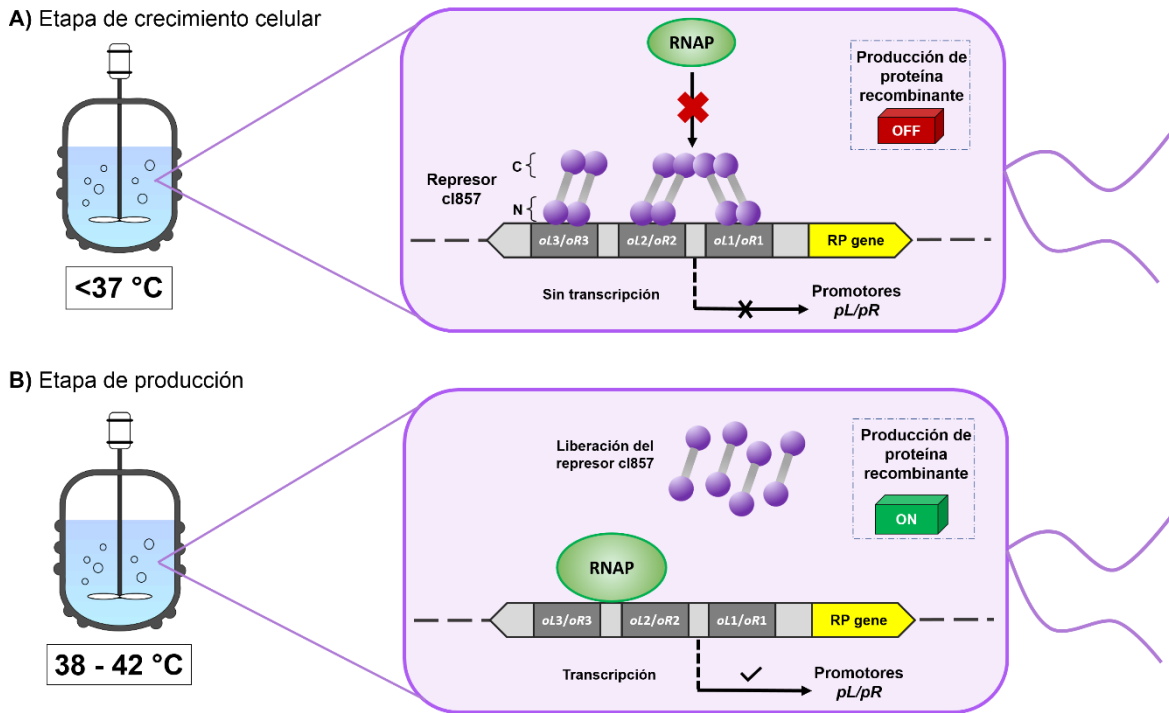 A) Etapa de crecimiento celular
<37 °C
RNAP
Producción de
proteína
recombinante
OFF
C
Represor
cI857
N
oL3/oR3
oL2/oR2
oL1/oR1
RP gene
Sin transcripción
Promotores
pL/pR
B) Etapa de producción
38 - 42 °C
Liberación del
represor cI857
Producción de
proteína
recombinante
ON
RNAP
oL3/oR3
oL2/oR2
oL1/oR1
RP gene
Transcripción
Promotores
pL/pR